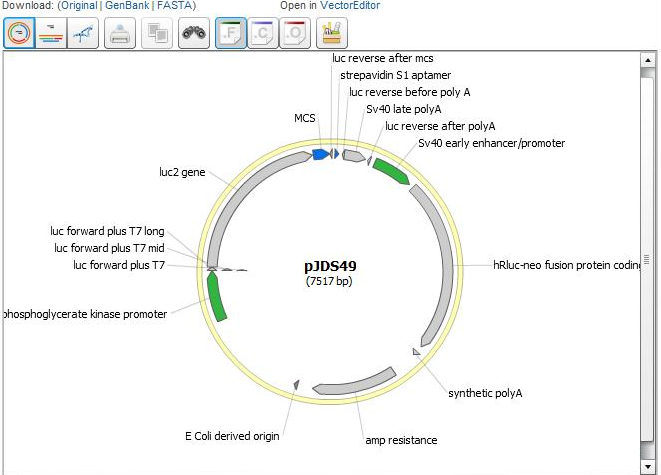 Download: (Original | GenBank | FASTA) Open in VectorEditor
.F .C .O
luc reverse after mcs
strepavidin S1 aptamer
luc reverse before poly A
MCS
Sv40 late polyA
luc reverse after polyA
Sv40 early enhancer/promoter
luc2 gene
luc forward plus T7 long
luc forward plus T7 mid
luc forward plus T7
pJDS49
(7517 bp)
hRluc-neo fusion protein coding
phosphoglycerate kinase promoter
synthetic polyA
E Coli derived origin
amp resistance